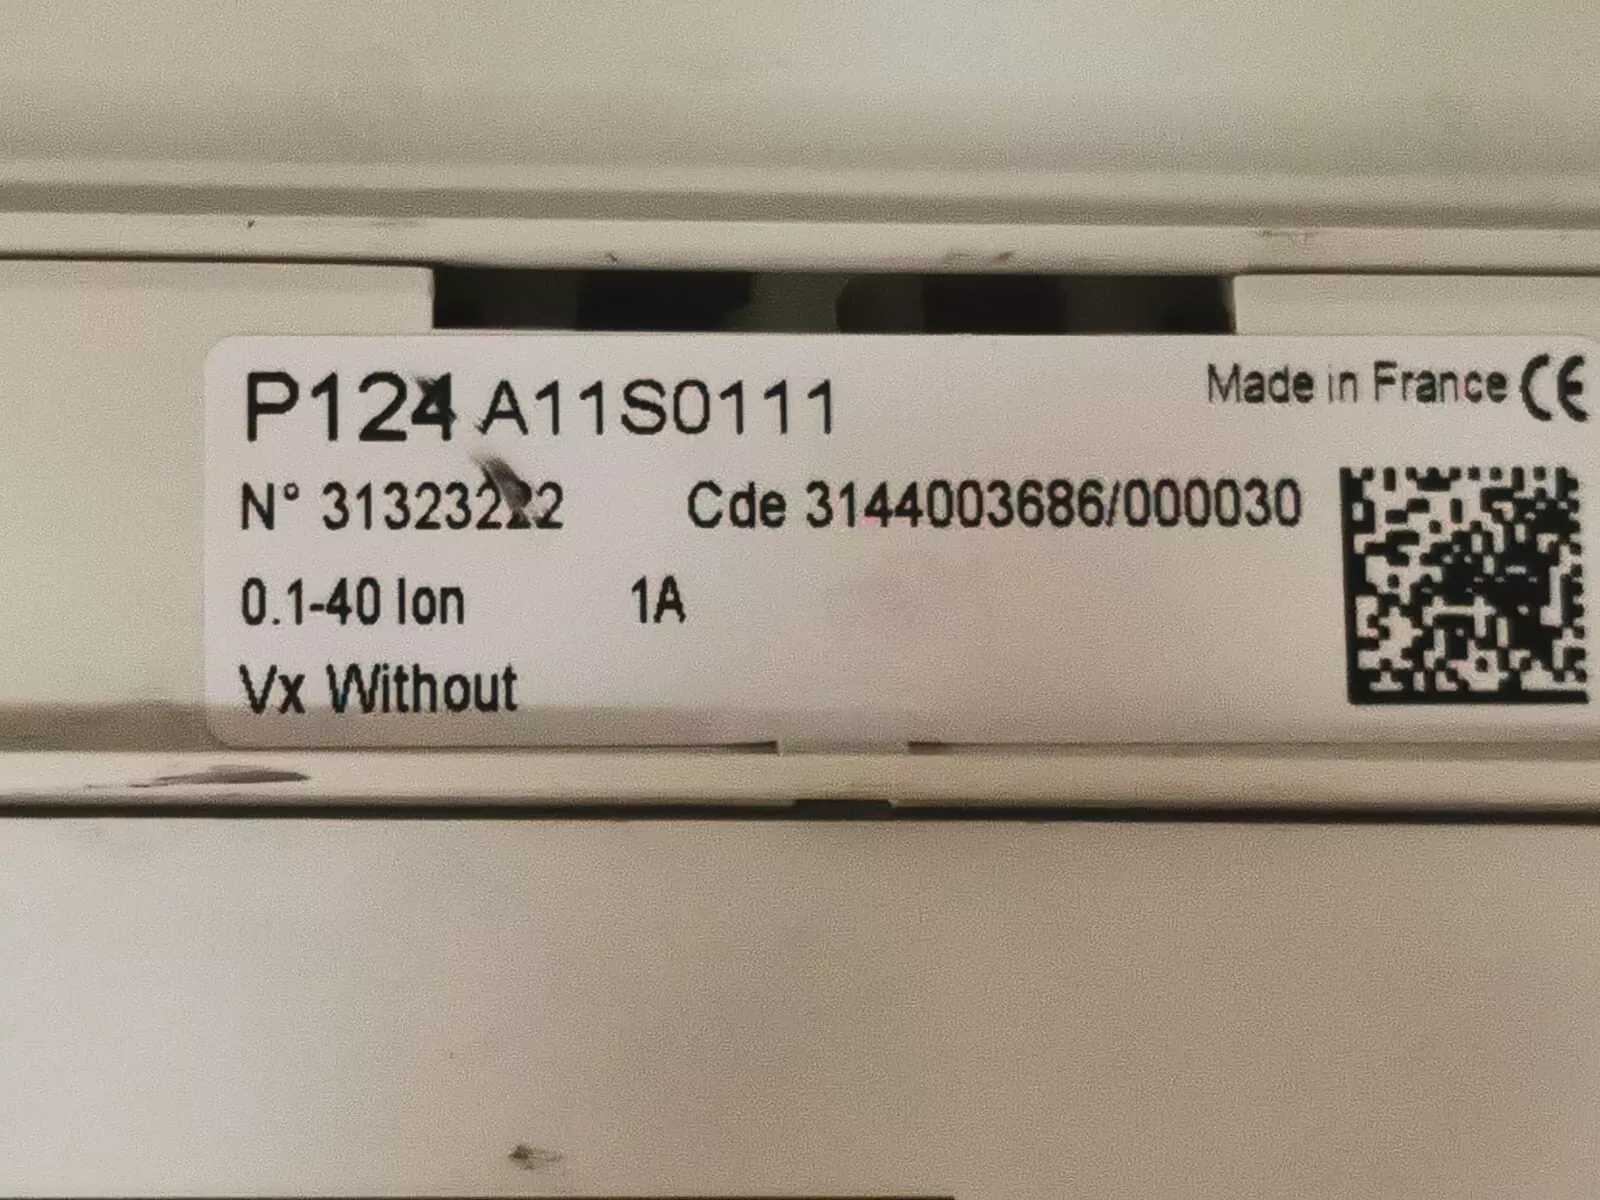 P124 A11S0111
Made in France CE
N° 31323222 Cde 3144003686/000030
0.1-40 Ion 1A
Vx Without